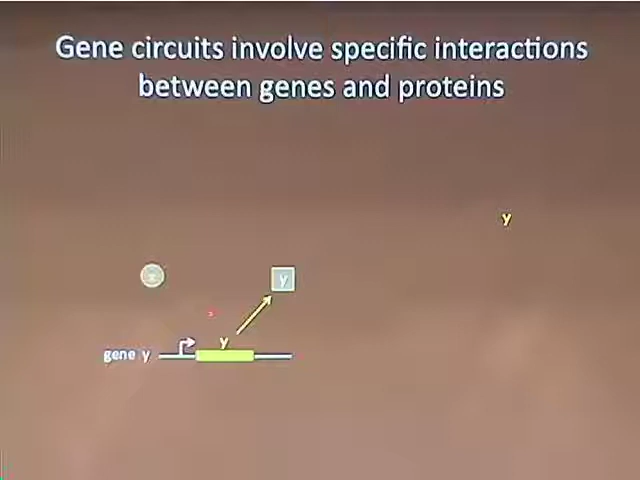 Gene circuits involve specific interactions
between genes and proteins
y
y
y
gene y